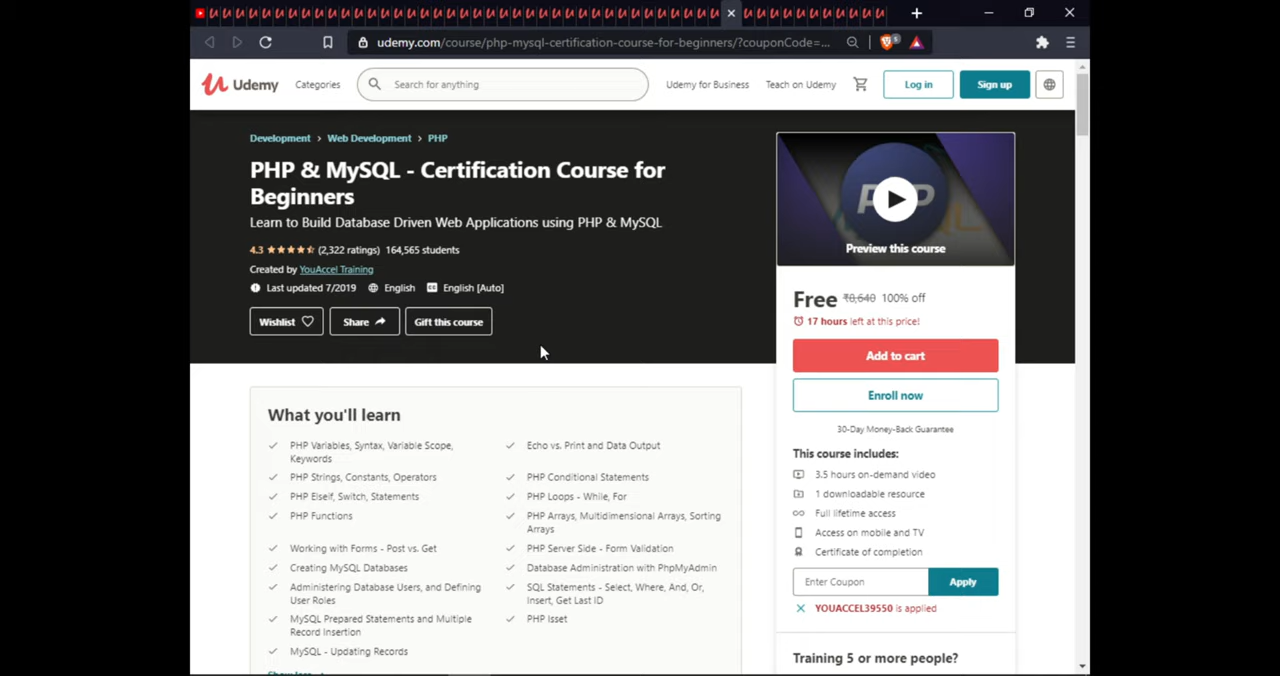 udemy.com/course/php-mysql-certification-course-for-beginners/?couponCode=...
Udemy
Categories
Search for anything
Udemy for Business
Teach on Udemy
Log in
Sign up
Development > Web Development > PHP
PHP & MySQL - Certification Course for
Beginners
Learn to Build Database Driven Web Applications using PHP & MySQL
4.3 (2,322 ratings) 164,565 students
Created by YouAccel Training
Last updated 7/2019 English English [Auto]
Wishlist
Share
Gift this course
Preview this course
Free ₹8,640 100% off
17 hours left at this price!
Add to cart
Enroll now
30-Day Money-Back Guarantee
This course includes:
3.5 hours on-demand video
1 downloadable resource
Full lifetime access
Access on mobile and TV
Certificate of completion
Enter Coupon
Apply
YOUACCEL39550 is applied
Training 5 or more people?
What you'll learn
PHP Variables, Syntax, Variable Scope,
Keywords
Echo vs. Print and Data Output
PHP Strings, Constants, Operators
PHP Conditional Statements
PHP Elseif, Switch, Statements
PHP Loops - While, For
PHP Functions
PHP Arrays, Multidimensional Arrays, Sorting
Arrays
Working with Forms - Post vs. Get
PHP Server Side - Form Validation
Creating MySQL Databases
Database Administration with PhpMyAdmin
Administering Database Users, and Defining
User Roles
SQL Statements - Select, Where, And, Or,
Insert, Get Last ID
MySQL Prepared Statements and Multiple
Record Insertion
PHP Isset
MySQL - Updating Records